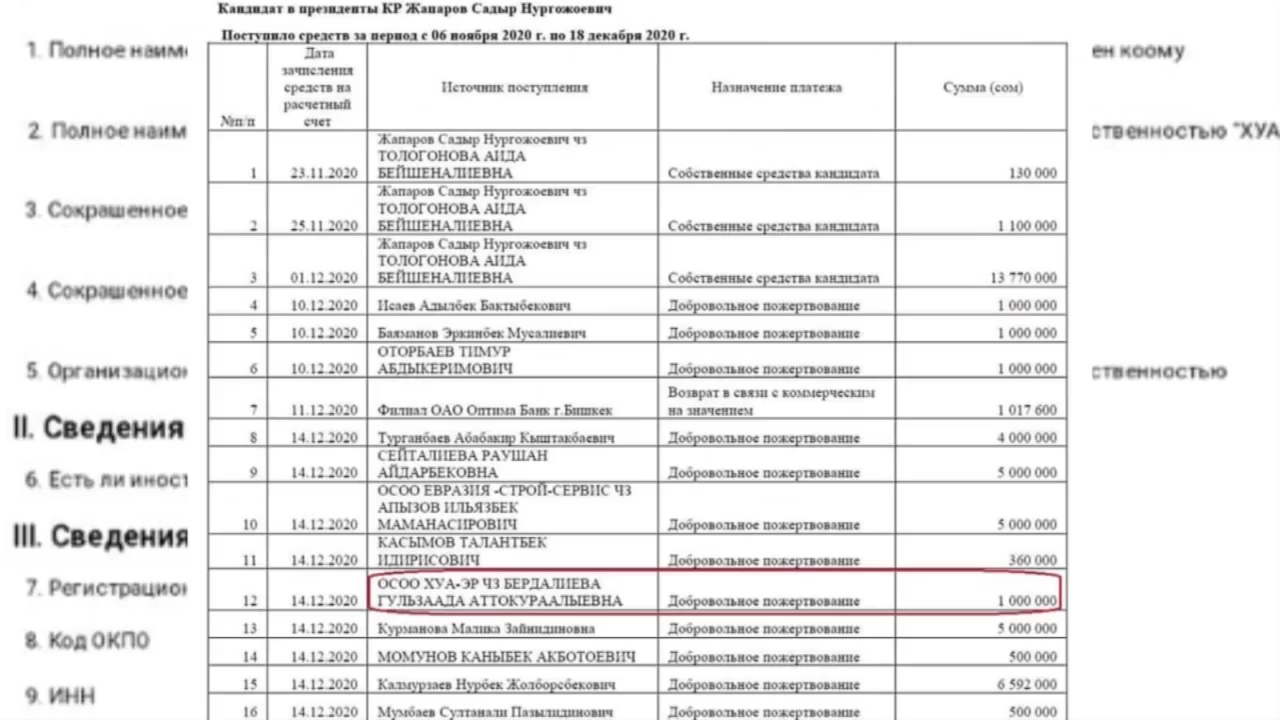 Кандидат в президенты КР Жапаров Садыр Нургожоевич
Поступило средств за период с 06 ноября 2020 г. по 18 декабря 2020 г.
№п/п
Дата
зачисления
средств на
расчетный
счет
Источник поступления
Назначение платежа
Сумма (сом)
Жапаров Садыр Нургожоевич чз
ТОЛОГОНОВА АИДА
1 23.11.2020 БЕЙШЕНАЛИЕВНА Собственные средства кандидата 130 000
Жапаров Садыр Нургожоевич чз
ТОЛОГОНОВА АИДА
2 25.11.2020 БЕЙШЕНАЛИЕВНА Собственные средства кандидата 1 100 000
Жапаров Садыр Нургожоевич чз
ТОЛОГОНОВА АИДА
3 01.12.2020 БЕЙШЕНАЛИЕВНА Собственные средства кандидата 13 770 000
4 10.12.2020 Исаев Адылбек Бактыбекович Добровольное пожертвование 1 000 000
5 10.12.2020 Баяманов Эркинбек Мусалиевич Добровольное пожертвование 1 000 000
ОТОРБАЕВ ТИМУР
6 10.12.2020 АБДЫКЕРИМОВИЧ Добровольное пожертвование 1 000 000
Возврат в связи с коммерческим
7 11.12.2020 Филиал ОАО Оптима Банк г.Бишкек на значением 1 017 600
8 14.12.2020 Турганбаев Абабакир Кыштакбаевич Добровольное пожертвование 4 000 000
СЕЙТАЛИЕВА РАУШАН
9 14.12.2020 АЙДАРБЕКОВНА Добровольное пожертвование 5 000 000
ОСОО ЕВРАЗИЯ -СТРОЙ-СЕРВИС ЧЗ
АПЫЗОВ ИЛЬЯЗБЕК
10 14.12.2020 МАМАНАСИРОВИЧ Добровольное пожертвование 5 000 000
КАСЫМОВ ТАЛАНТБЕК
11 14.12.2020 ИДИРИСОВИЧ Добровольное пожертвование 360 000
ОСОО ХУА-ЭР ЧЗ БЕРДАЛИЕВА
12 14.12.2020 ГУЛЬЗААДА АТТОКУРААЛЫЕВНА Добровольное пожертвование 1 000 000
13 14.12.2020 Курманова Малика Зайнидиновна Добровольное пожертвование 5 000 000
14 14.12.2020 МОМУНОВ КАНЫБЕК АКБОТОЕВИЧ Добровольное пожертвование 500 000
15 14.12.2020 Калмурзаев Нурбек Жолборсбекович Добровольное пожертвование 6 592 000
16 14.12.2020 Мумбаев Султанали Пазылидинович Добровольное пожертвование 500 000
1. Полное наим
ен коому
2. Полное наим
ственностью "ХУА
3. Сокращенное
4. Сокращенное
5. Организацион
ственностью
II. Сведения
6. Есть ли иност
III. Сведения
7. Регистрацион
8. Код ОКПО
9. ИНН